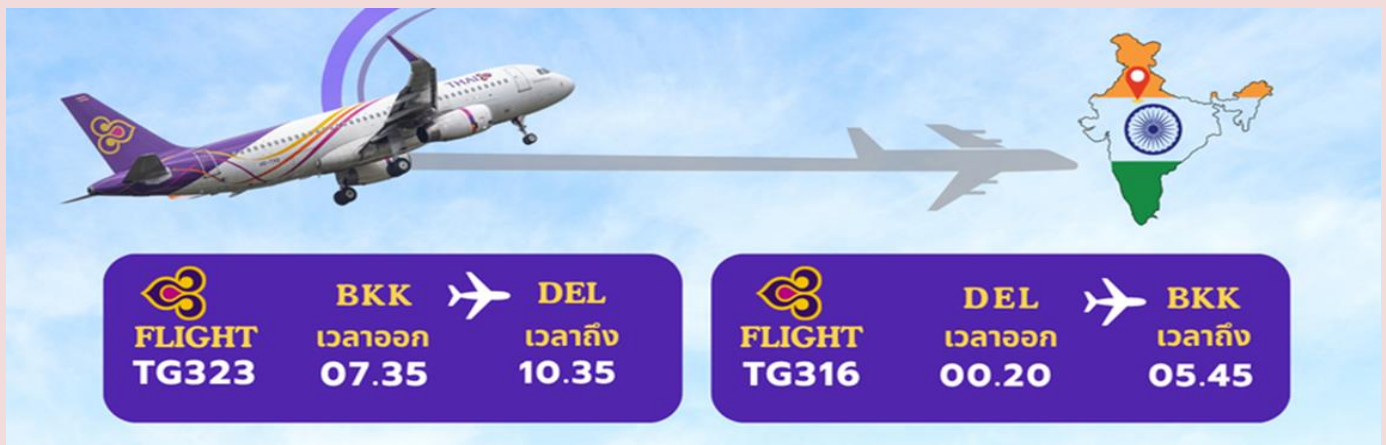 THAI
FLIGHT
TG323
BKK
เวลาออก
07.35
DEL
เวลาถึง
10.35
FLIGHT
TG316
DEL
เวลาออก
00.20
BKK
เวลาถึง
05.45